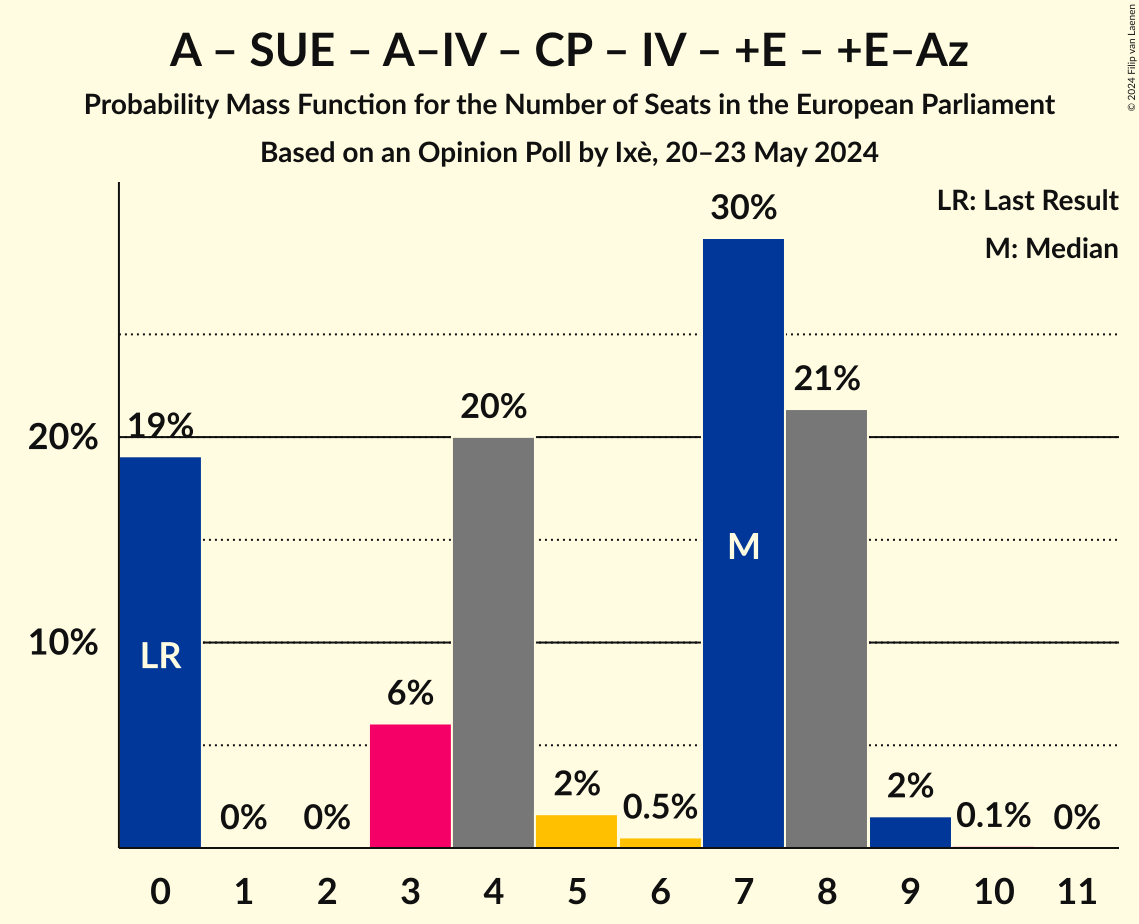 A – SUE – A–IV – CP – IV – +E – +E–Az
Probability Mass Function for the Number of Seats in the European Parliament
Based on an Opinion Poll by Ixè, 20–23 May 2024
© 2024 Filip van Laenen
LR: Last Result
M: Median
30%
21%
20%
19%
20%
M
LR
10%
6%
2%
2%
0.5%
0.1%
0%
0%
0%
0 1 2 3 4 5 6 7 8 9 10 11